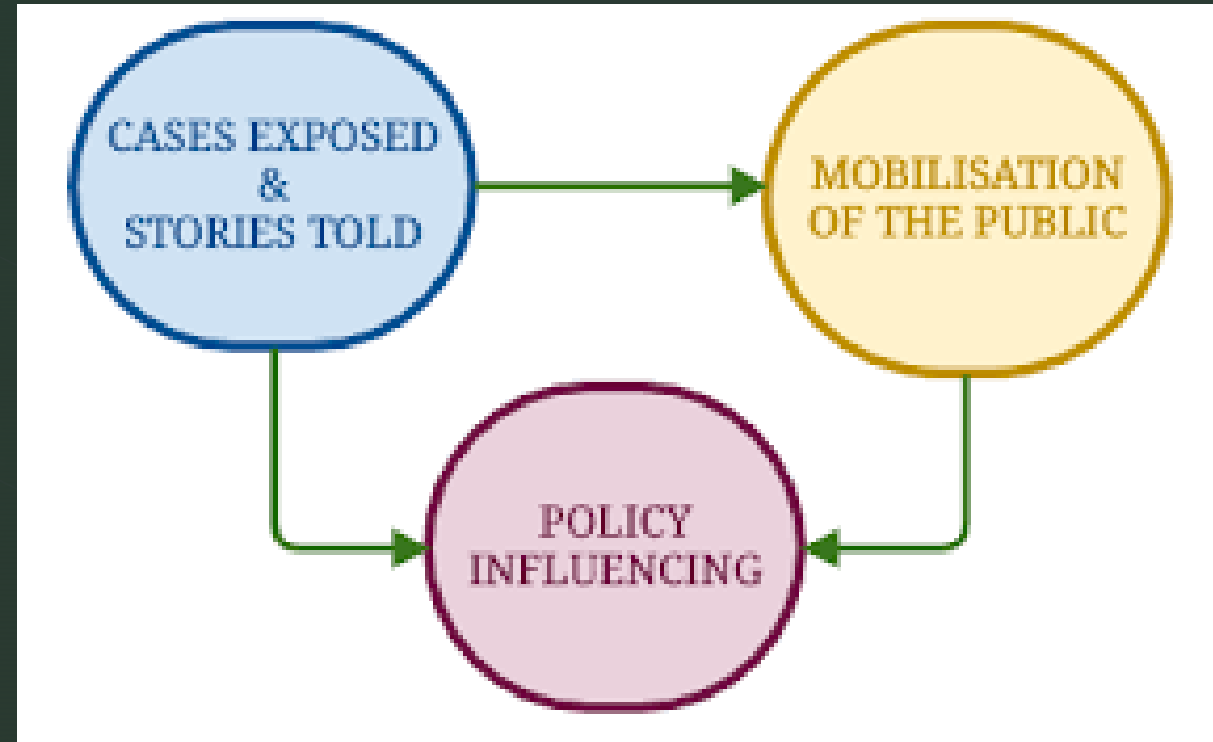 CASES EXPOSED
&
STORIES TOLD
MOBILISATION
OF THE PUBLIC
POLICY
INFLUENCING